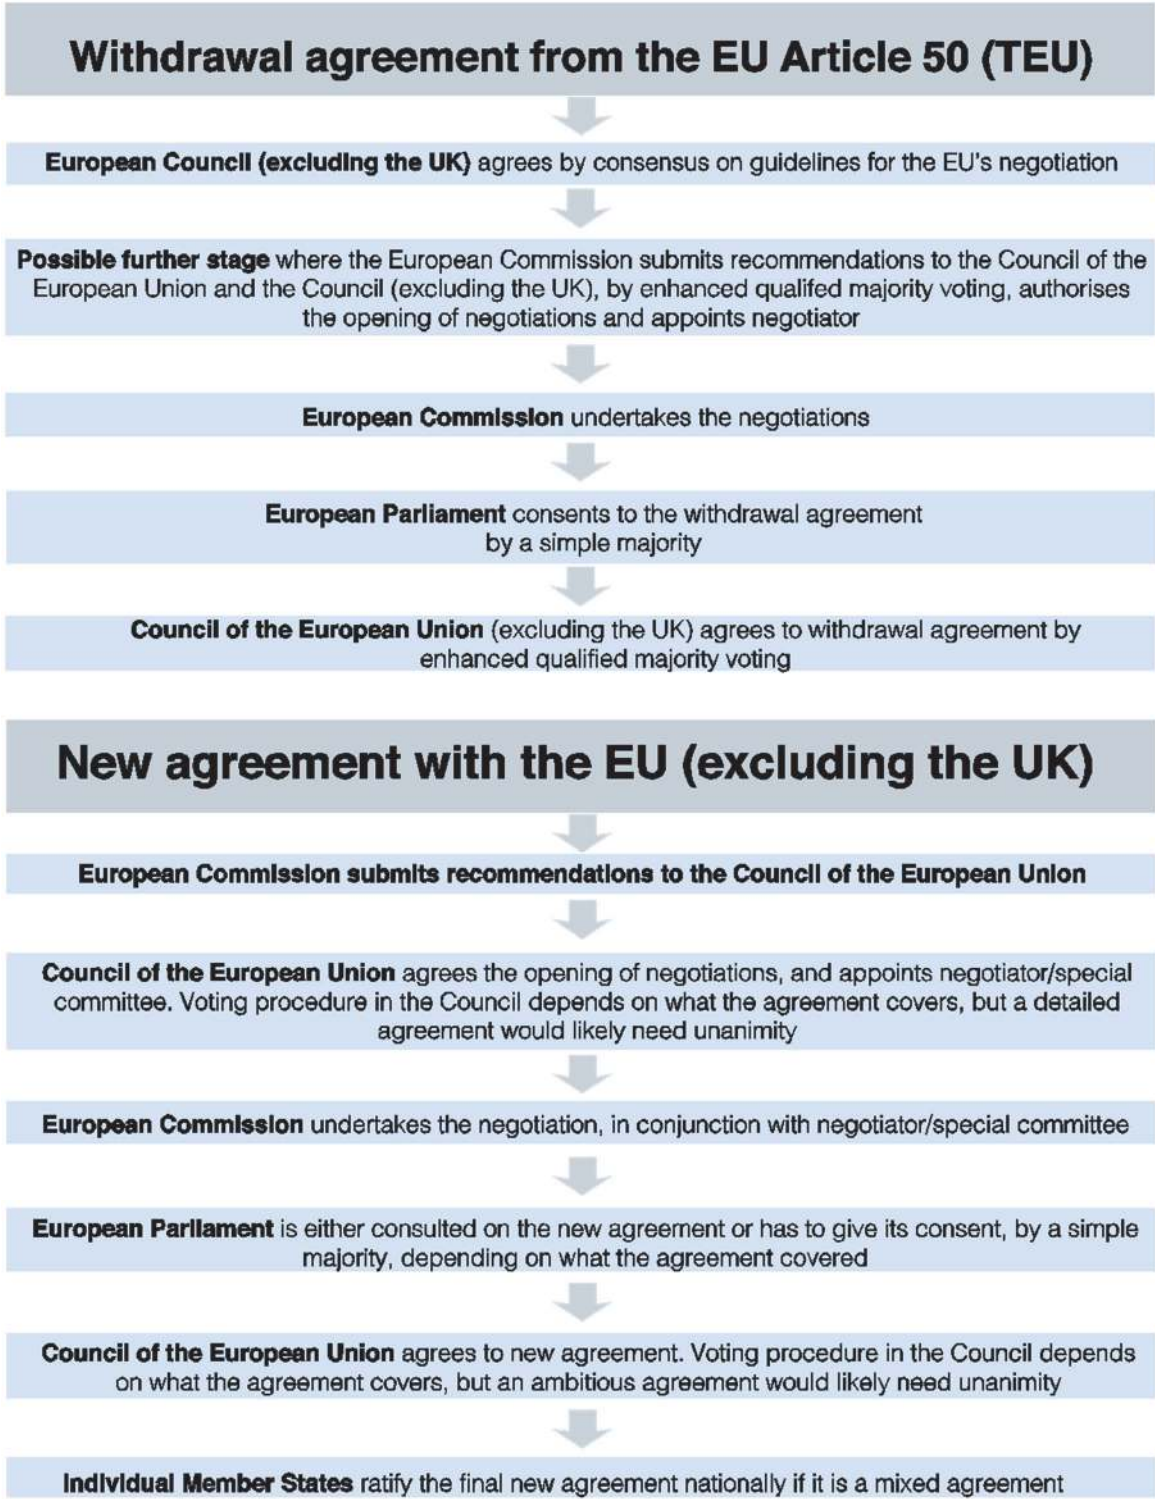 Withdrawal agreement from the EU Article 50 (TEU)
European Council (excluding the UK) agrees by consensus on guidelines for the EU's negotiation
Possible further stage where the European Commission submits recommendations to the Council of the
European Union and the Council (excluding the UK), by enhanced qualifed majority voting, authorises
the opening of negotiations and appoints negotiator
European Commission undertakes the negotiations
European Parliament consents to the withdrawal agreement
by a simple majority
Council of the European Union (excluding the UK) agrees to withdrawal agreement by
enhanced qualified majority voting
New agreement with the EU (excluding the UK)
European Commission submits recommendations to the Council of the European Union
Council of the European Union agrees the opening of negotiations, and appoints negotiator/special
committee. Voting procedure in the Council depends on what the agreement covers, but a detailed
agreement would likely need unanimity
European Commission undertakes the negotiation, in conjunction with negotiator/special committee
European Parliament is either consulted on the new agreement or has to give its consent, by a simple
majority, depending on what the agreement covered
Council of the European Union agrees to new agreement. Voting procedure in the Council depends
on what the agreement covers, but an ambitious agreement would likely need unanimity
Individual Member States ratify the final new agreement nationally if it is a mixed agreement